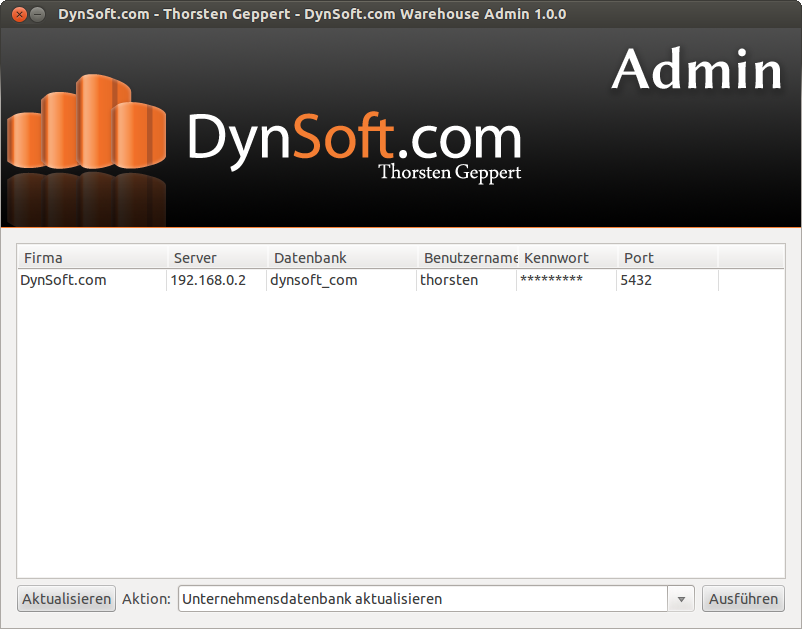 DynSoft.com - Thorsten Geppert - DynSoft.com Warehouse Admin 1.0.0
Admin
DynSoft.com
Thorsten Geppert
Firma Server Datenbank Benutzername Kennwort Port
DynSoft.com 192.168.0.2 dynsoft_com thorsten ********* 5432
Aktualisieren Aktion: Unternehmensdatenbank aktualisieren Ausführen